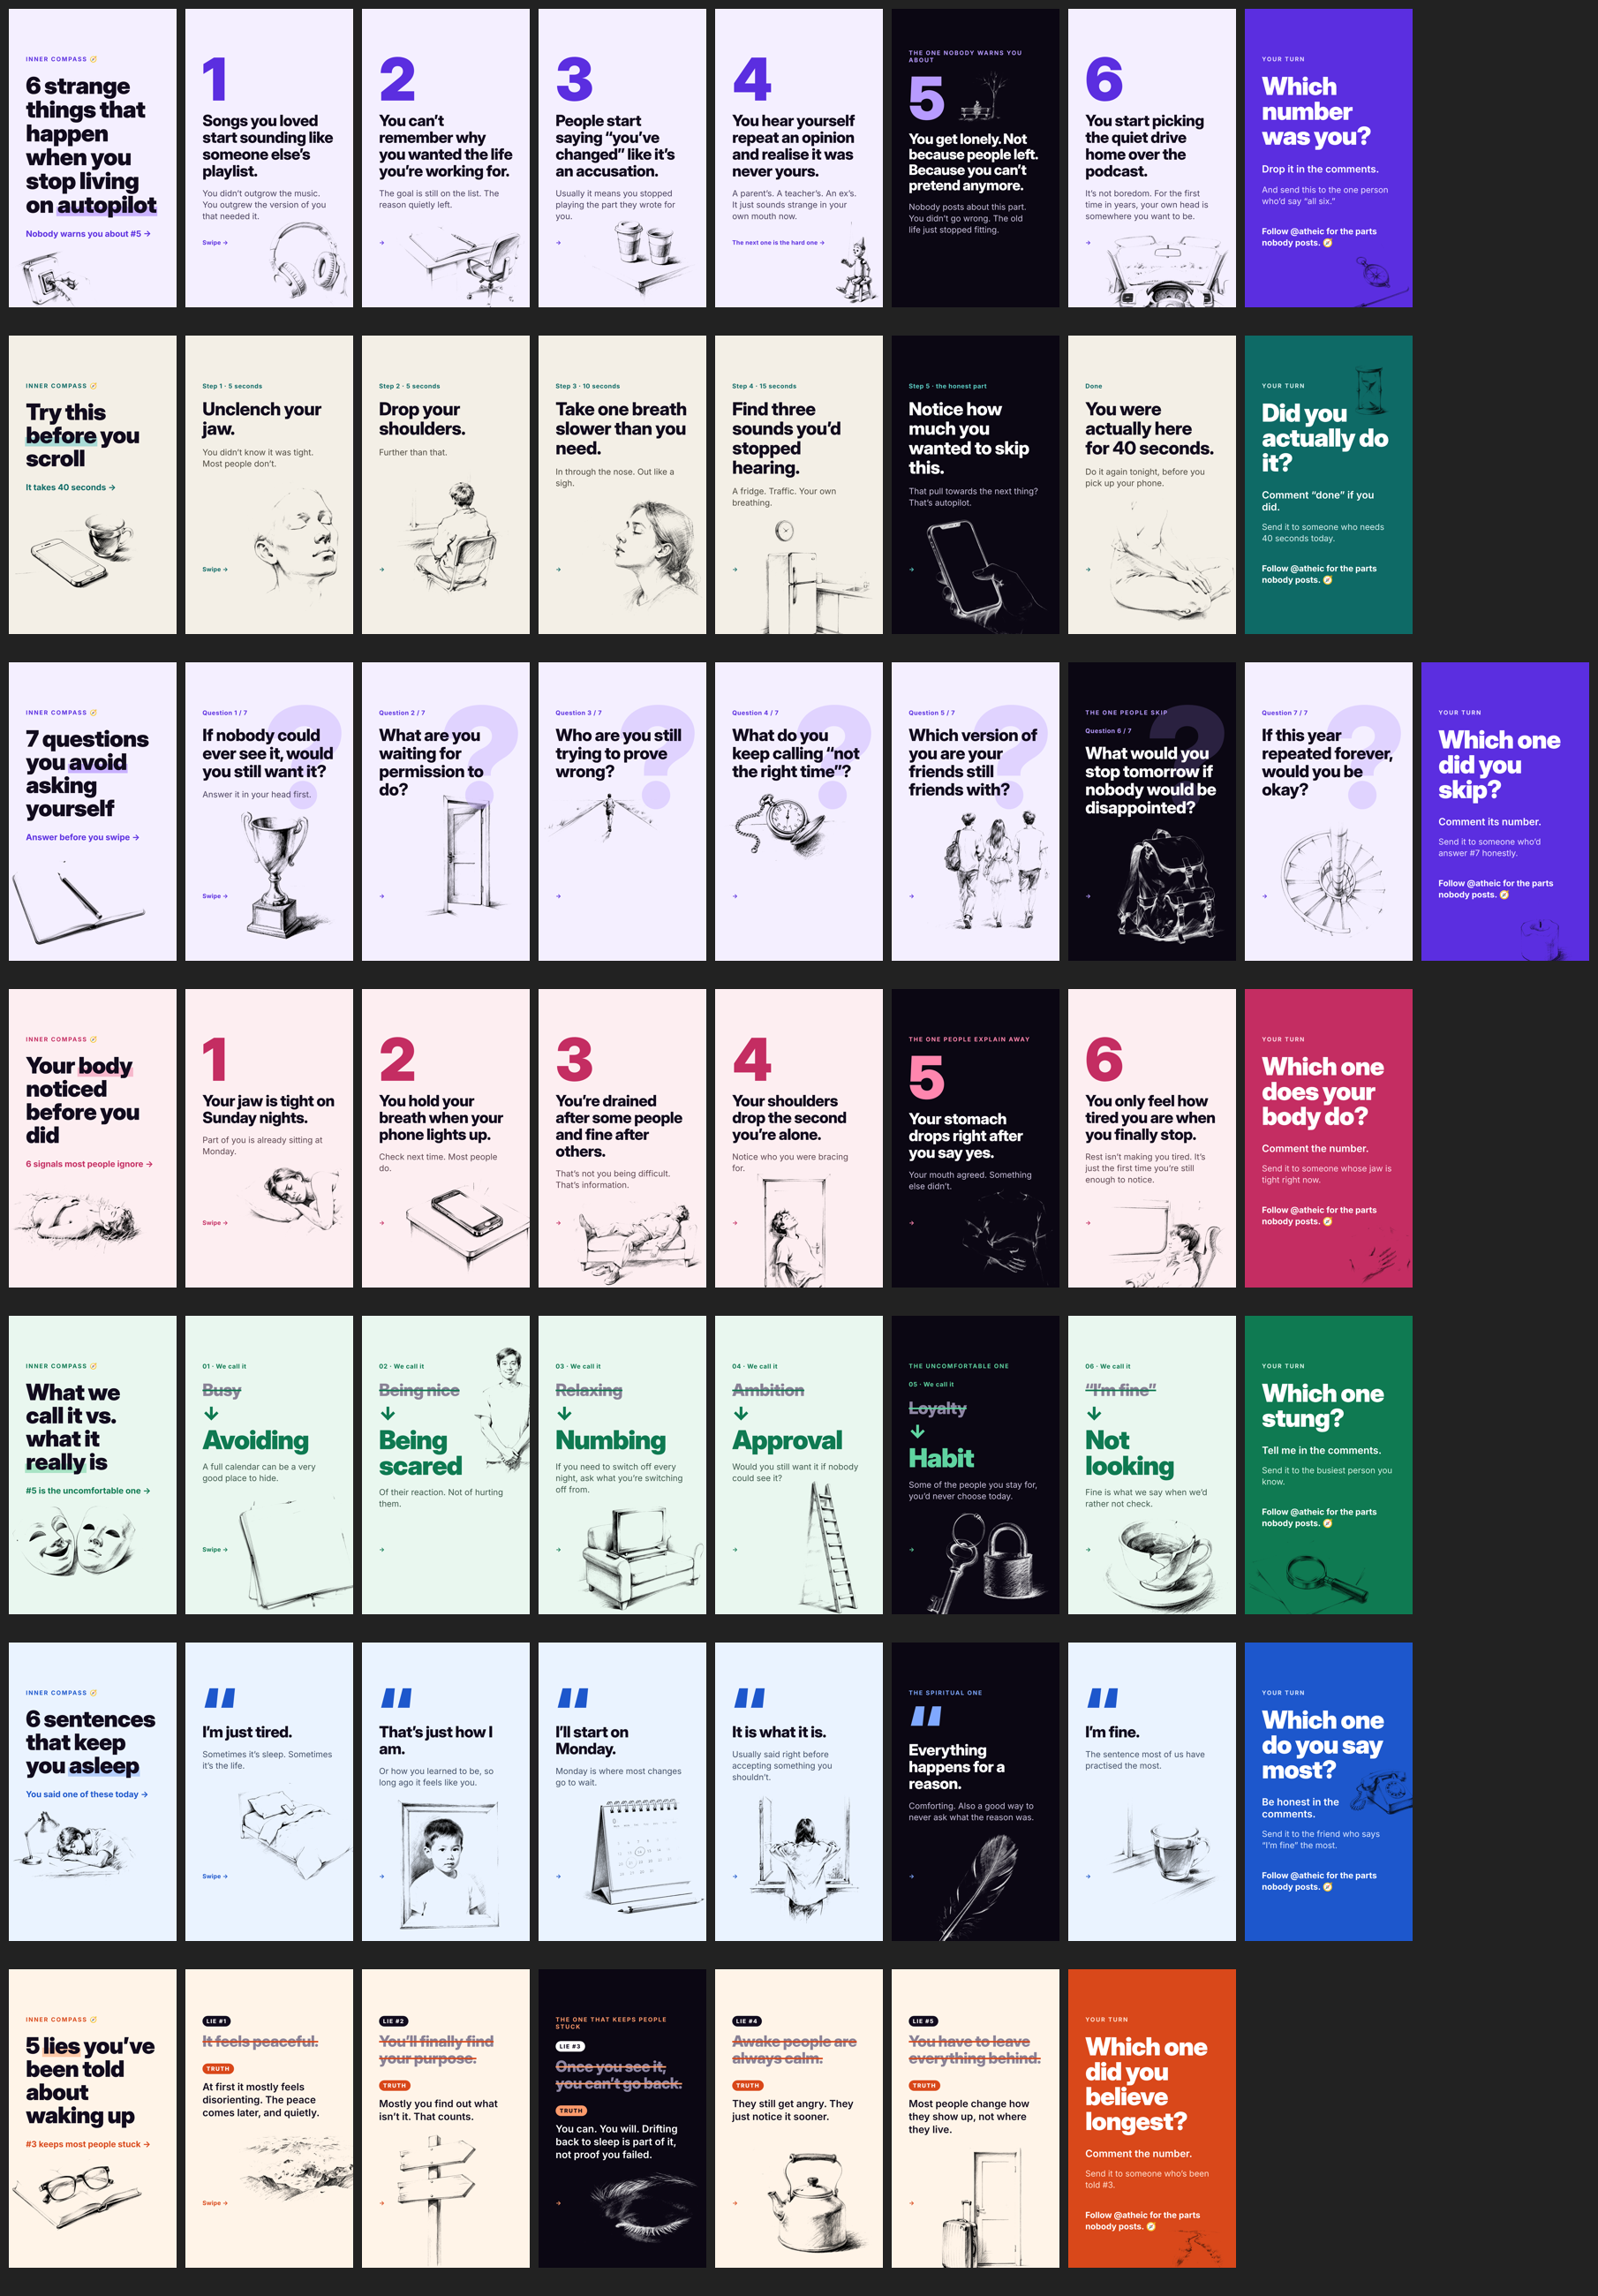 INNER COMPASS 🧭
6 strange
things that
happen
when you
stop living
on autopilot
Nobody warns you about #5 →
1
Songs you loved
start sounding like
someone else's
playlist.
You didn't outgrow the music.
You outgrew the version of you
that needed it.
Swipe →
2
You can't
remember why
you wanted the life
you're working for.
The goal is still on the list. The
reason quietly left.
→
3
People start
saying “you've
changed” like it's
an accusation.
Usually it means you stopped
playing the part they wrote for
you.
→
4
You hear yourself
repeat an opinion
and realise it was
never yours.
A parent's. A teacher's. An ex's.
It just sounds strange in your
own mouth now.
The next one is the hard one →
THE ONE NOBODY WARNS YOU
ABOUT
5
You get lonely. Not
because people left.
Because you can't
pretend anymore.
Nobody posts about this part.
You didn't go wrong. The old
life just stopped fitting.
6
You start picking
the quiet drive
home over the
podcast.
It's not boredom. For the first
time in years, your own head is
somewhere you want to be.
→
YOUR TURN
Which
number
was you?
Drop it in the comments.
And send this to the one person
who'd say “all six.”
Follow @atheic for the parts
nobody posts. 🧭
INNER COMPASS 🧭
Try this
before you
scroll
It takes 40 seconds →
Step 1 · 5 seconds
Unclench your
jaw.
You didn't know it was tight.
Most people don't.
Swipe →
Step 2 · 5 seconds
Drop your
shoulders.
Further than that.
→
Step 3 · 10 seconds
Take one breath
slower than you
need.
In through the nose. Out like a
sigh.
→
Step 4 · 15 seconds
Find three
sounds you'd
stopped
hearing.
A fridge. Traffic. Your own
breathing.
→
Step 5 · the honest part
Notice how
much you
wanted to skip
this.
That pull towards the next thing?
That's autopilot.
→
Done
You were
actually here
for 40 seconds.
Do it again tonight, before you
pick up your phone.
→
YOUR TURN
Did you
actually do
it?
Comment “done” if you
did.
Send it to someone who needs
40 seconds today.
Follow @atheic for the parts
nobody posts. 🧭
INNER COMPASS 🧭
7 questions
you avoid
asking
yourself
Answer before you swipe →
Question 1 / 7
?
If nobody could
ever see it, would
you still want it?
Answer it in your head first.
Swipe →
Question 2 / 7
?
What are you
waiting for
permission to
do?
→
Question 3 / 7
?
Who are you still
trying to prove
wrong?
→
Question 4 / 7
?
What do you
keep calling “not
the right time”?
→
Question 5 / 7
?
Which version of
you are your
friends still
friends with?
→
THE ONE PEOPLE SKIP
Question 6 / 7
?
What would you
stop tomorrow if
nobody would be
disappointed?
→
Question 7 / 7
?
If this year
repeated forever,
would you be
okay?
→
YOUR TURN
Which one
did you
skip?
Comment its number.
Send it to someone who'd
answer #7 honestly.
Follow @atheic for the parts
nobody posts. 🧭
INNER COMPASS 🧭
Your body
noticed
before you
did
6 signals most people ignore →
1
Your jaw is tight on
Sunday nights.
Part of you is already sitting at
Monday.
Swipe →
2
You hold your
breath when your
phone lights up.
Check next time. Most people
do.
→
3
You're drained
after some people
and fine after
others.
That's not you being difficult.
That's information.
→
4
Your shoulders
drop the second
you're alone.
Notice who you were bracing
for.
→
THE ONE PEOPLE EXPLAIN AWAY
5
Your stomach
drops right after
you say yes.
Your mouth agreed. Something
else didn't.
→
6
You only feel how
tired you are when
you finally stop.
Rest isn't making you tired. It's
just the first time you're still
enough to notice.
→
YOUR TURN
Which one
does your
body do?
Comment the number.
Send it to someone whose jaw is
tight right now.
Follow @atheic for the parts
nobody posts. 🧭
INNER COMPASS 🧭
What we
call it vs.
what it
really is
#5 is the uncomfortable one →
01 · We call it
Busy
↓
Avoiding
A full calendar can be a very
good place to hide.
Swipe →
02 · We call it
Being nice
↓
Being
scared
Of their reaction. Not of hurting
them.
→
03 · We call it
Relaxing
↓
Numbing
If you need to switch off every
night, ask what you're switching
off from.
→
04 · We call it
Ambition
↓
Approval
Would you still want it if nobody
could see it?
→
THE UNCOMFORTABLE ONE
05 · We call it
Loyalty
↓
Habit
Some of the people you stay for,
you'd never choose today.
→
06 · We call it
“I'm fine”
↓
Not
looking
Fine is what we say when we'd
rather not check.
→
YOUR TURN
Which one
stung?
Tell me in the comments.
Send it to the busiest person you
know.
Follow @atheic for the parts
nobody posts. 🧭
INNER COMPASS 🧭
6 sentences
that keep
you asleep
You said one of these today →
"
I'm just tired.
Sometimes it's sleep. Sometimes
it's the life.
Swipe →
"
That's just how I
am.
Or how you learned to be, so
long ago it feels like you.
→
"
I'll start on
Monday.
Monday is where most changes
go to wait.
→
"
It is what it is.
Usually said right before
accepting something you
shouldn't.
→
THE SPIRITUAL ONE
"
Everything
happens for a
reason.
Comforting. Also a good way to
never ask what the reason was.
→
"
I'm fine.
The sentence most of us have
practised the most.
→
YOUR TURN
Which one
do you say
most?
Be honest in the
comments.
Send it to the friend who says
“I'm fine” the most.
Follow @atheic for the parts
nobody posts. 🧭
INNER COMPASS 🧭
5 lies you've
been told
about
waking up
#3 keeps most people stuck →
LIE #1
It feels peaceful.
TRUTH
At first it mostly feels
disorienting. The peace
comes later, and quietly.
Swipe →
LIE #2
You'll finally find
your purpose.
TRUTH
Mostly you find out what
isn't it. That counts.
→
THE ONE THAT KEEPS PEOPLE
STUCK
LIE #3
Once you see it,
you can't go back.
TRUTH
You can. You will. Drifting
back to sleep is part of it,
not proof you failed.
→
LIE #4
Awake people are
always calm.
TRUTH
They still get angry. They
just notice it sooner.
→
LIE #5
You have to leave
everything behind.
TRUTH
Most people change how
they show up, not where
they live.
→
YOUR TURN
Which one
did you
believe
longest?
Comment the number.
Send it to someone who's been
told #3.
Follow @atheic for the parts
nobody posts. 🧭